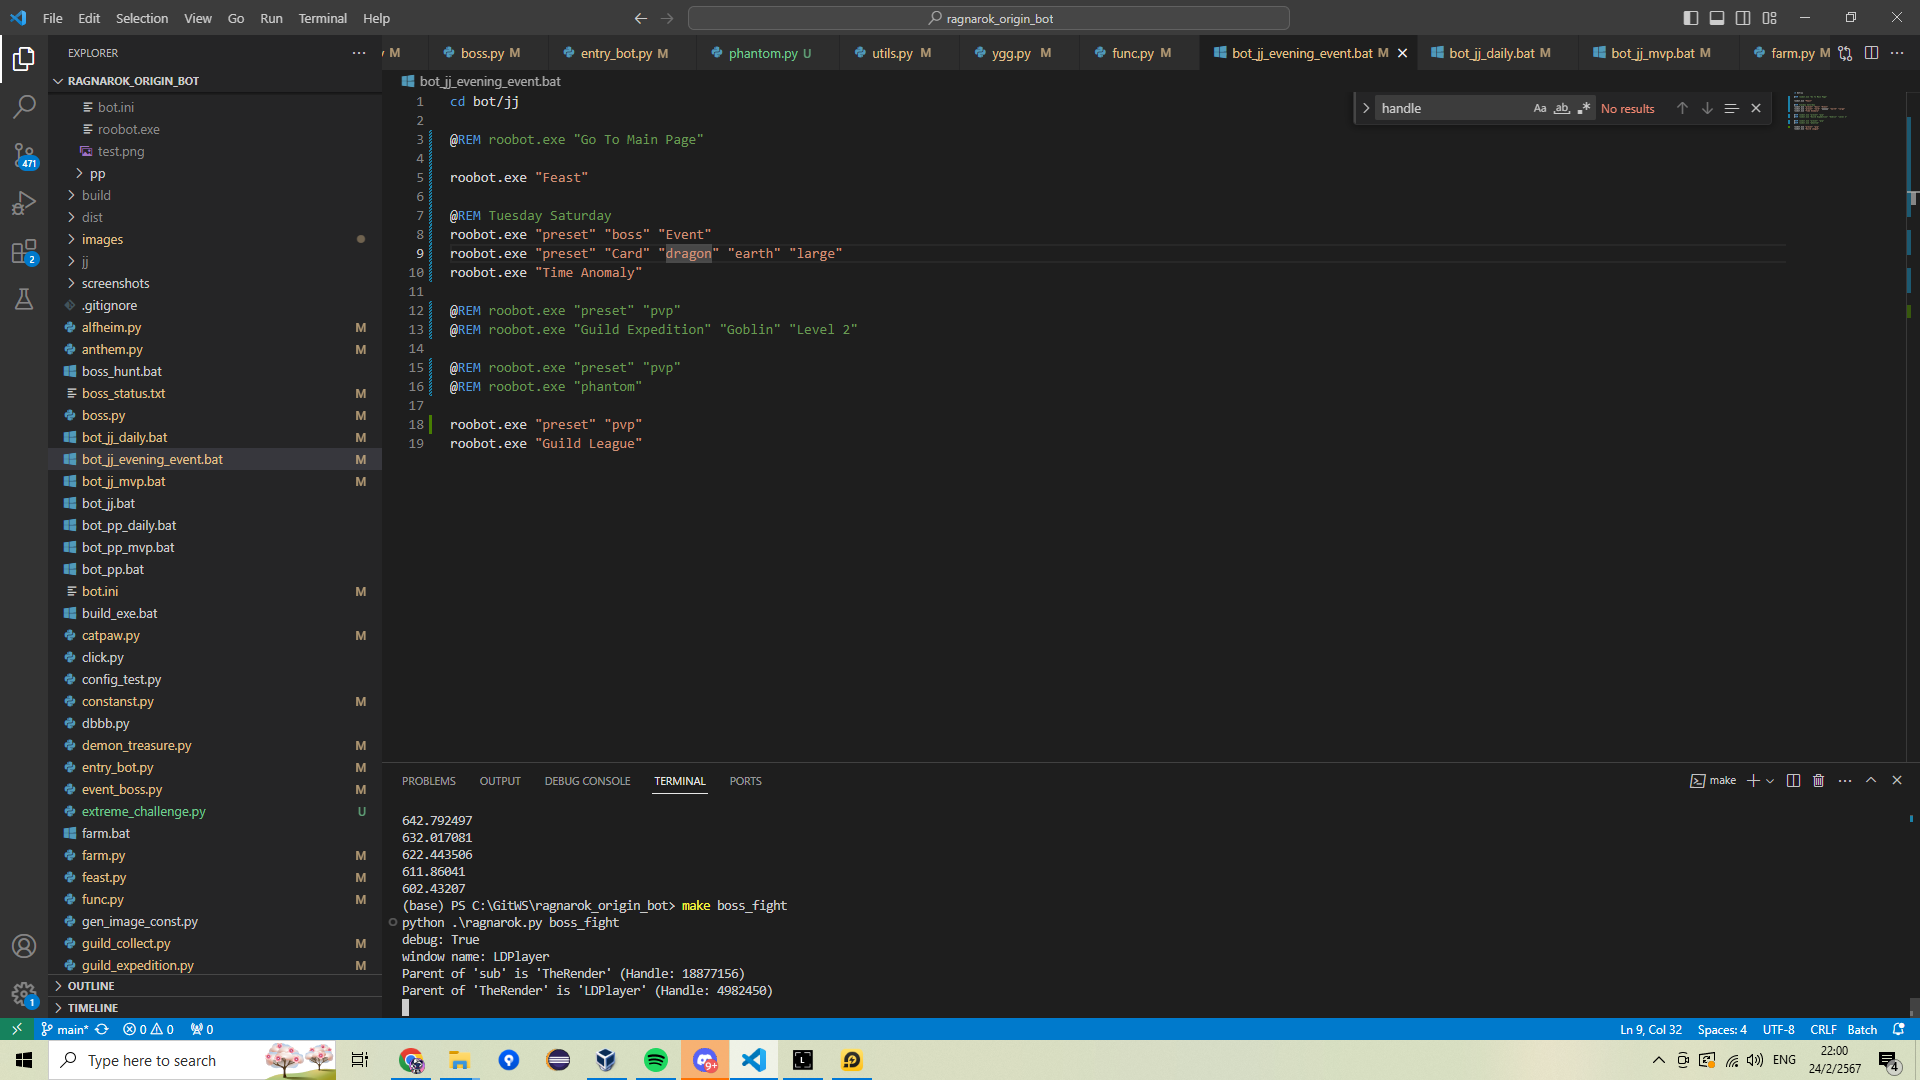 File Edit Selection View Go Run Terminal Help
ragnarok_origin_bot
EXPLORER
RAGNAROK_ORIGIN_BOT
bot.ini
roobot.exe
test.png
pp
build
dist
images
jj
screenshots
.gitignore
alfheim.py M
anthem.py M
boss_hunt.bat
boss_status.txt M
boss.py M
bot_jj_daily.bat M
bot_jj_evening_event.bat M
bot_jj_mvp.bat M
bot_jj.bat
bot_pp_daily.bat
bot_pp_mvp.bat
bot_pp.bat
bot.ini M
build_exe.bat
catpaw.py M
click.py
config_test.py
constanst.py M
dbbb.py
demon_treasure.py M
entry_bot.py M
event_boss.py M
extreme_challenge.py U
farm.bat
farm.py M
feast.py M
func.py M
gen_image_const.py
guild_collect.py M
guild_expedition.py M
OUTLINE
TIMELINE
471
2
1
M boss.py M entry_bot.py M phantom.py U utils.py M ygg.py M func.py M bot_jj_evening_event.bat M bot_jj_daily.bat M bot_jj_mvp.bat M farm.py M
bot_jj_evening_event.bat
handle Aa ab No results
1 cd bot/jj
2
3 @REM roobot.exe "Go To Main Page"
4
5 roobot.exe "Feast"
6
7 @REM Tuesday Saturday
8 roobot.exe "preset" "boss" "Event"
9 roobot.exe "preset" "Card" "dragon" "earth" "large"
10 roobot.exe "Time Anomaly"
11
12 @REM roobot.exe "preset" "pvp"
13 @REM roobot.exe "Guild Expedition" "Goblin" "Level 2"
14
15 @REM roobot.exe "preset" "pvp"
16 @REM roobot.exe "phantom"
17
18 roobot.exe "preset" "pvp"
19 roobot.exe "Guild League"
PROBLEMS OUTPUT DEBUG CONSOLE TERMINAL PORTS
make
642.792497
632.017081
622.443506
611.86041
602.43207
(base) PS C:\GitWS\ragnarok_origin_bot> make boss_fight
python .\ragnarok.py boss_fight
debug: True
window name: LDPlayer
Parent of 'sub' is 'TheRender' (Handle: 18877156)
Parent of 'TheRender' is 'LDPlayer' (Handle: 4982450)
main* 0 0 0
Ln 9, Col 32 Spaces: 4 UTF-8 CRLF Batch
Type here to search
9+
L
ENG
22:00
24/2/2567
4